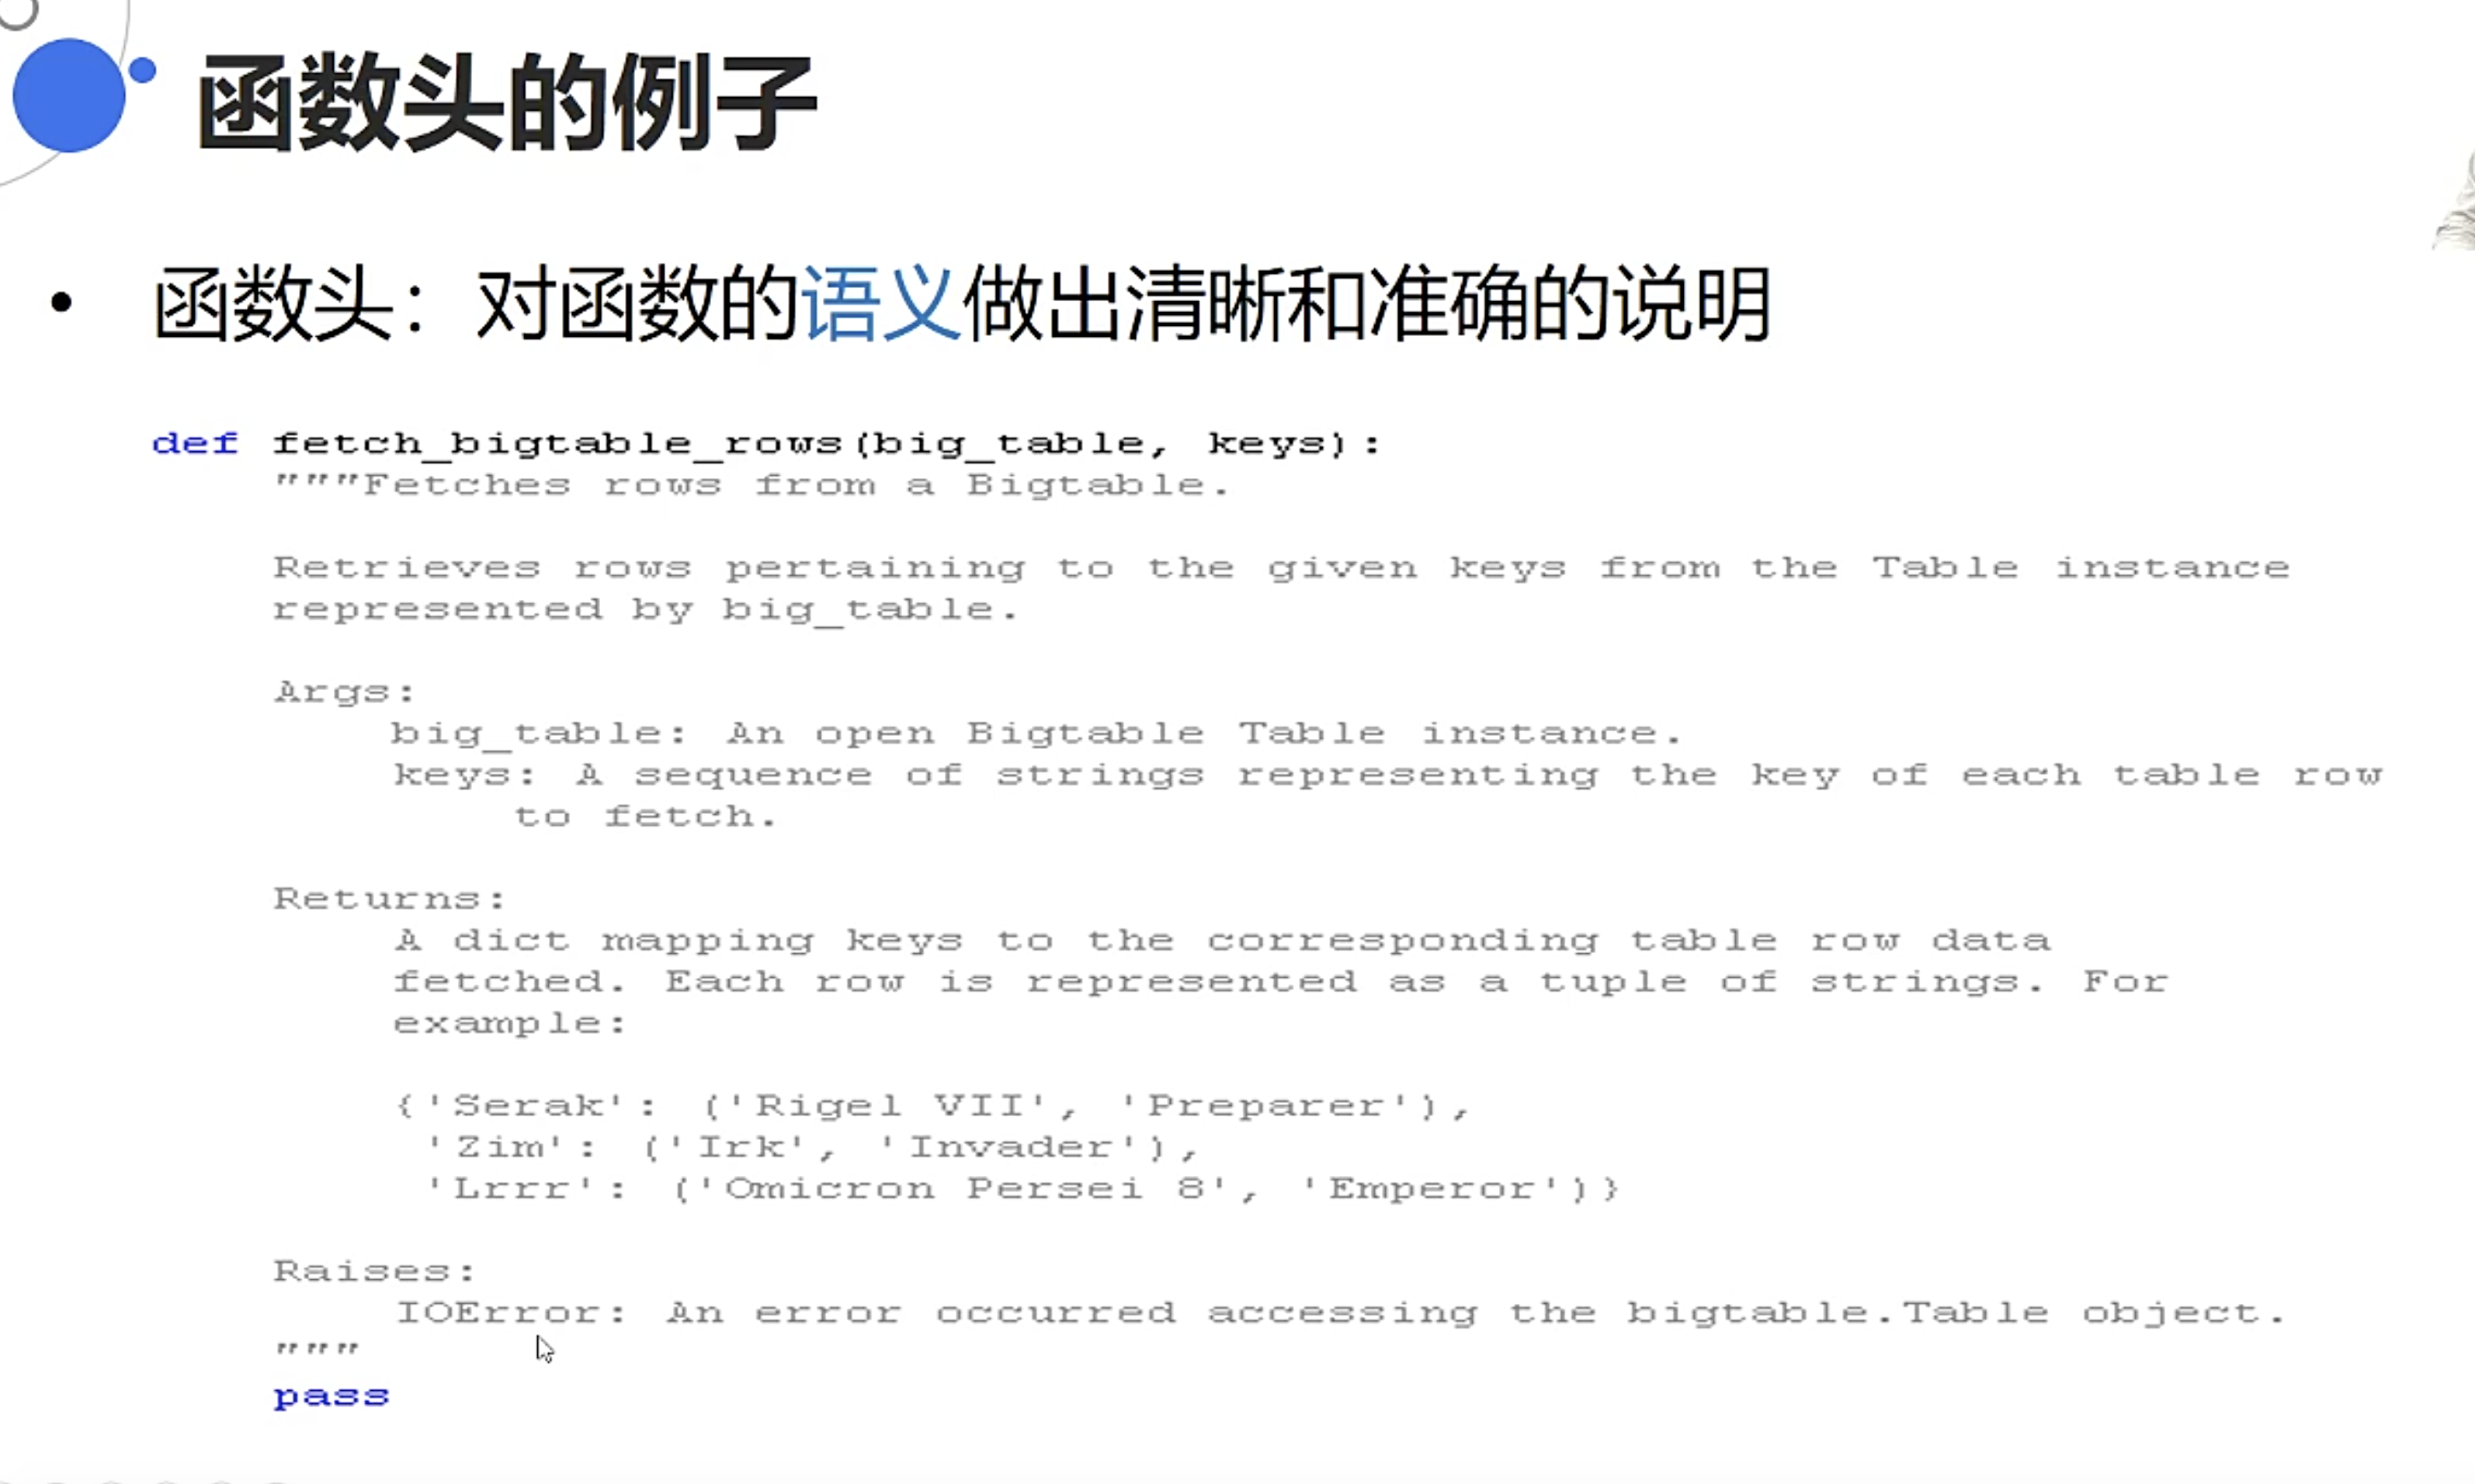 函数头的例子
• 函数头：对函数的语义做出清晰和准确的说明
def fetch_bigtable_rows(big_table, keys):
    """Fetches rows from a Bigtable.

    Retrieves rows pertaining to the given keys from the Table instance
    represented by big_table.

    Args:
        big_table: An open Bigtable Table instance.
        keys: A sequence of strings representing the key of each table row
            to fetch.

    Returns:
        A dict mapping keys to the corresponding table row data
        fetched. Each row is represented as a tuple of strings. For
        example:

        {'Serak': ('Rigel VII', 'Preparer'),
         'Zim': ('Irk', 'Invader'),
         'Lrrr': ('Omicron Persei 8', 'Emperor')}

    Raises:
        IOError: An error occurred accessing the bigtable.Table object.
    """
    pass